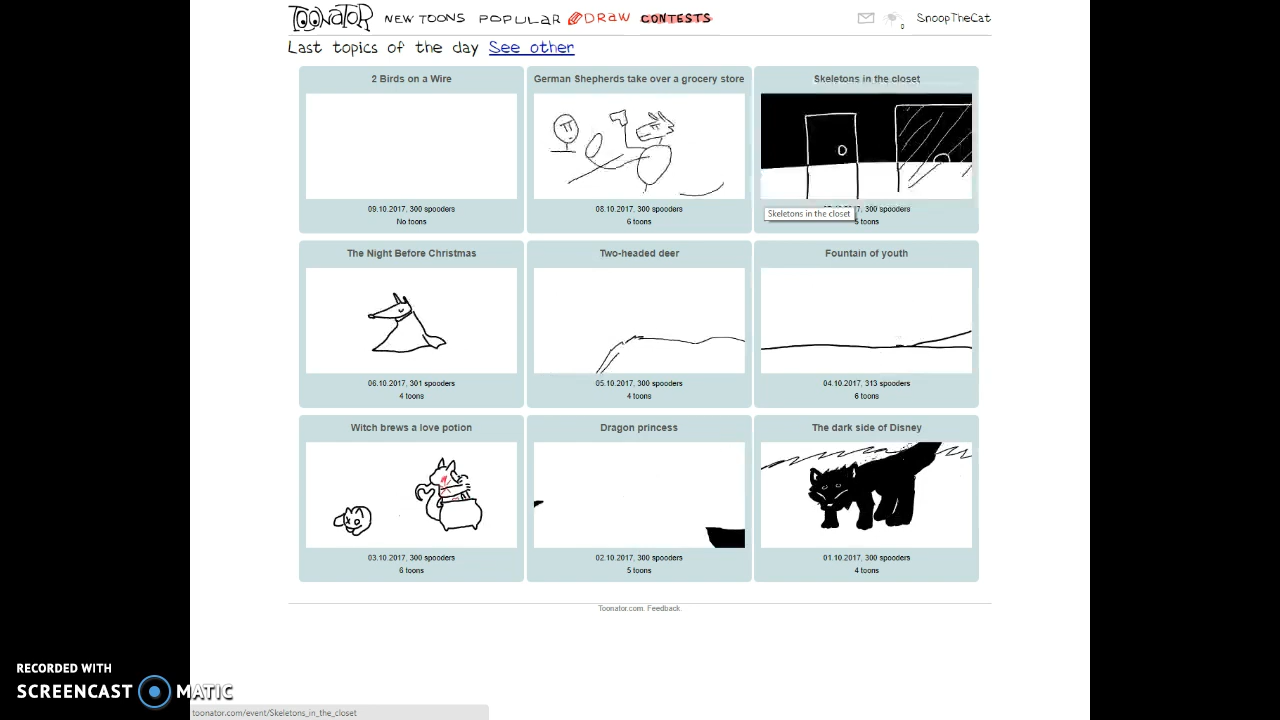 TOONATOR NEW TOONS POPULAR DRAW CONTESTS 0 SnoopTheCat
Last topics of the day See other
2 Birds on a Wire
09.10.2017, 300 spooders
No toons
German Shepherds take over a grocery store
08.10.2017, 300 spooders
6 toons
Skeletons in the closet
300 spooders
Skeletons in the closet
5 toons
The Night Before Christmas
06.10.2017, 301 spooders
4 toons
Two-headed deer
05.10.2017, 300 spooders
4 toons
Fountain of youth
04.10.2017, 313 spooders
6 toons
Witch brews a love potion
03.10.2017, 300 spooders
6 toons
Dragon princess
02.10.2017, 300 spooders
5 toons
The dark side of Disney
01.10.2017, 300 spooders
4 toons
Toonator.com. Feedback.
RECORDED WITH
SCREENCAST MATIC
toonator.com/event/Skeletons_in_the_closet